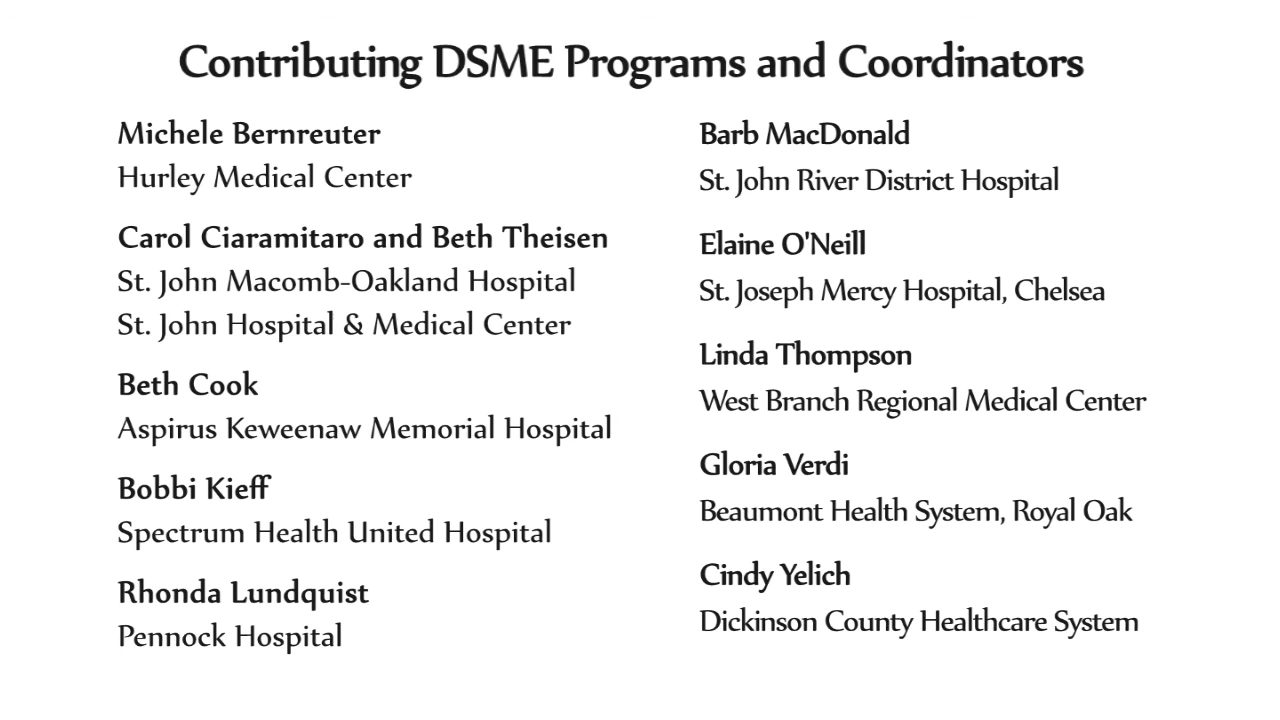 Contributing DSME Programs and Coordinators
Michele Bernreuter
Hurley Medical Center
Carol Ciaramitaro and Beth Theisen
St. John Macomb-Oakland Hospital
St. John Hospital & Medical Center
Beth Cook
Aspirus Keweenaw Memorial Hospital
Bobbi Kieff
Spectrum Health United Hospital
Rhonda Lundquist
Pennock Hospital
Barb MacDonald
St. John River District Hospital
Elaine O'Neill
St. Joseph Mercy Hospital, Chelsea
Linda Thompson
West Branch Regional Medical Center
Gloria Verdi
Beaumont Health System, Royal Oak
Cindy Yelich
Dickinson County Healthcare System